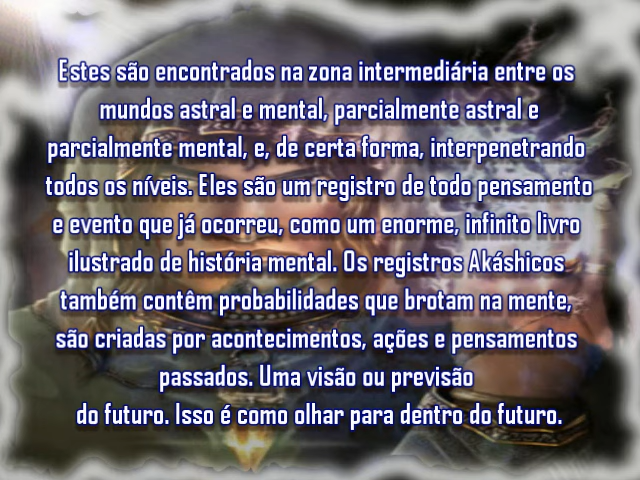 Estes são encontrados na zona intermediária entre os
mundos astral e mental, parcialmente astral e
parcialmente mental, e, de certa forma, interpenetrando
todos os níveis. Eles são um registro de todo pensamento
e evento que já ocorreu, como um enorme, infinito livro
ilustrado de história mental. Os registros Akáshicos
também contêm probabilidades que brotam na mente,
são criadas por acontecimentos, ações e pensamentos
passados. Uma visão ou previsão
do futuro. Isso é como olhar para dentro do futuro.